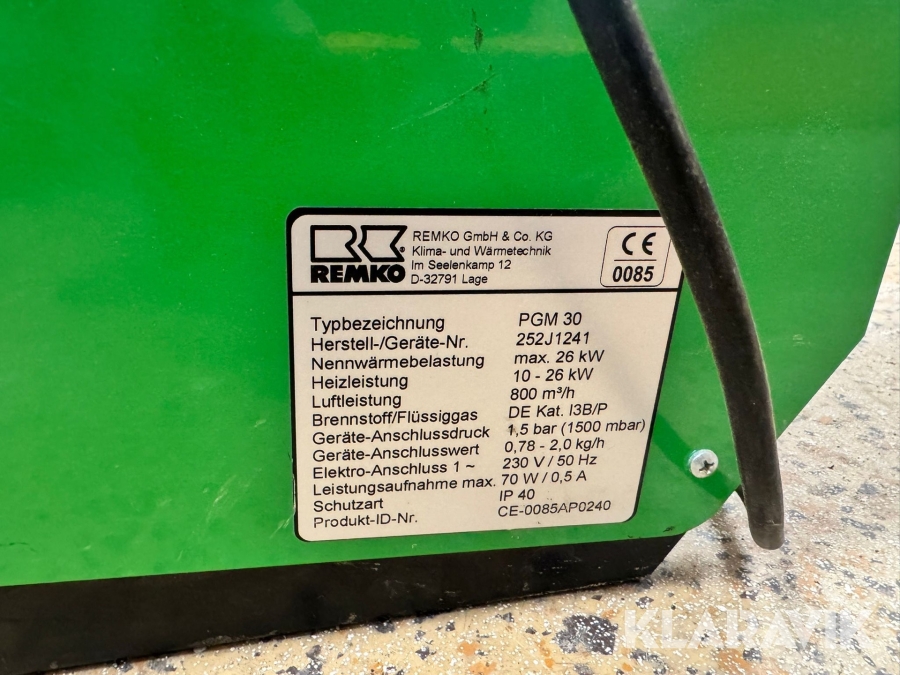 REMKO
REMKO GmbH & Co. KG
Klima- und Wärmetechnik
Im Seelenkamp 12
D-32791 Lage
CE
0085
Typbezeichnung PGM 30
Herstell-/Geräte-Nr. 252J1241
Nennwärmebelastung max. 26 kW
Heizleistung 10 - 26 kW
Luftleistung 800 m³/h
Brennstoff/Flüssiggas DE Kat. I3B/P
Geräte-Anschlussdruck 1,5 bar (1500 mbar)
Geräte-Anschlusswert 0,78 - 2,0 kg/h
Elektro-Anschluss 1 ~ 230 V / 50 Hz
Leistungsaufnahme max. 70 W / 0,5 A
Schutzart IP 40
Produkt-ID-Nr. CE-0085AP0240
KLARAVIK